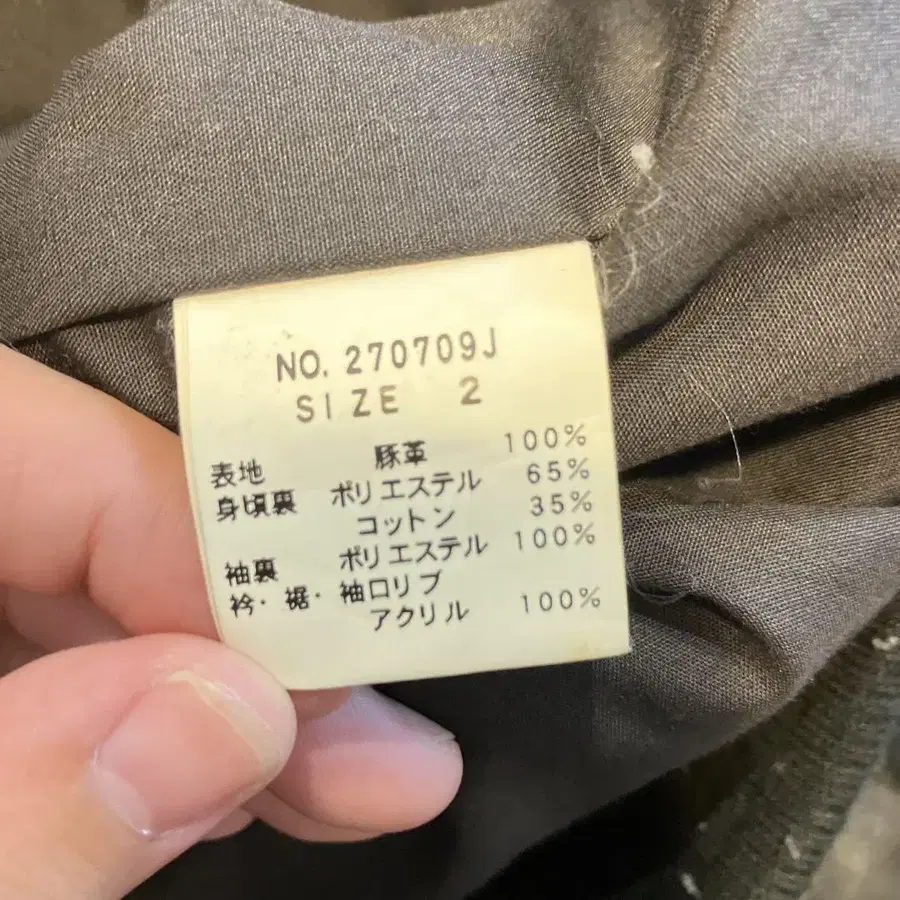 NO. 270709J
SIZE 2
表地 豚革 100%
身頃裏 ポリエステル 65%
コットン 35%
袖裏 ポリエステル 100%
衿・裾・袖口リブ
アクリル 100%